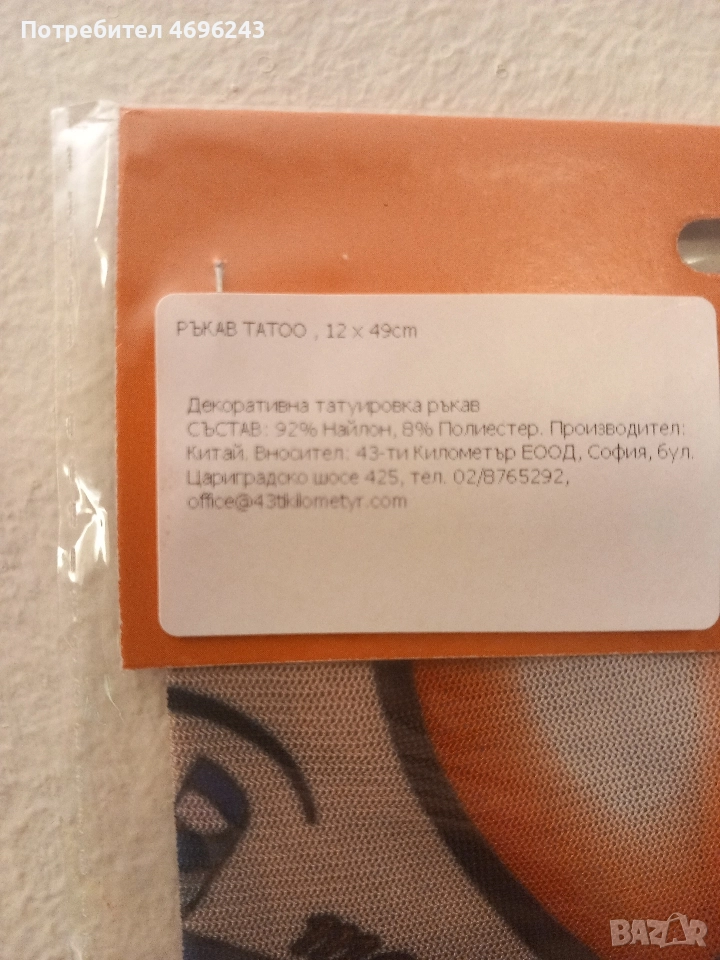 Потребител 4696243
РЪКАВ TATOO , 12 x 49cm
Декоративна татуировка ръкав
СЪСТАВ: 92% Найлон, 8% Полиестер. Производител:
Китай. Вносител: 43-ти Километър ЕООД, София, бул.
Цариградско шосе 425, тел. 02/8765292,
office@43tikilometyr.com
BAZAR